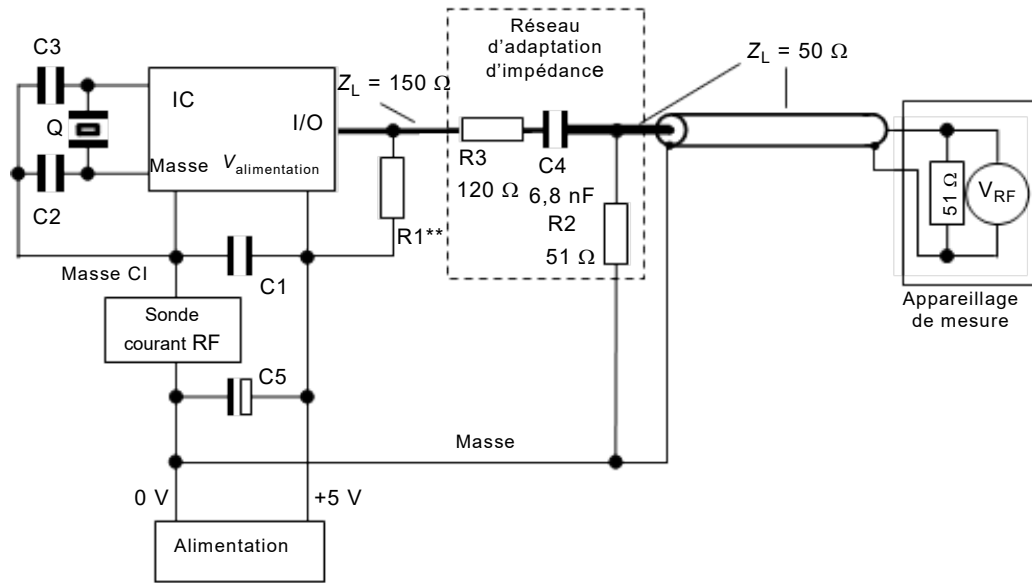 Réseau
d'adaptation
d'impédance
C3
IC
Z_L = 150 Ω
Z_L = 50 Ω
I/O
Q
Masse
V_alimentation
R3
C4
120 Ω
6,8 nF
C2
R1**
R2
51 Ω
51 Ω
V_RF
Masse CI
C1
Appareillage
de mesure
Sonde
courant RF
C5
Masse
0 V
+5 V
Alimentation